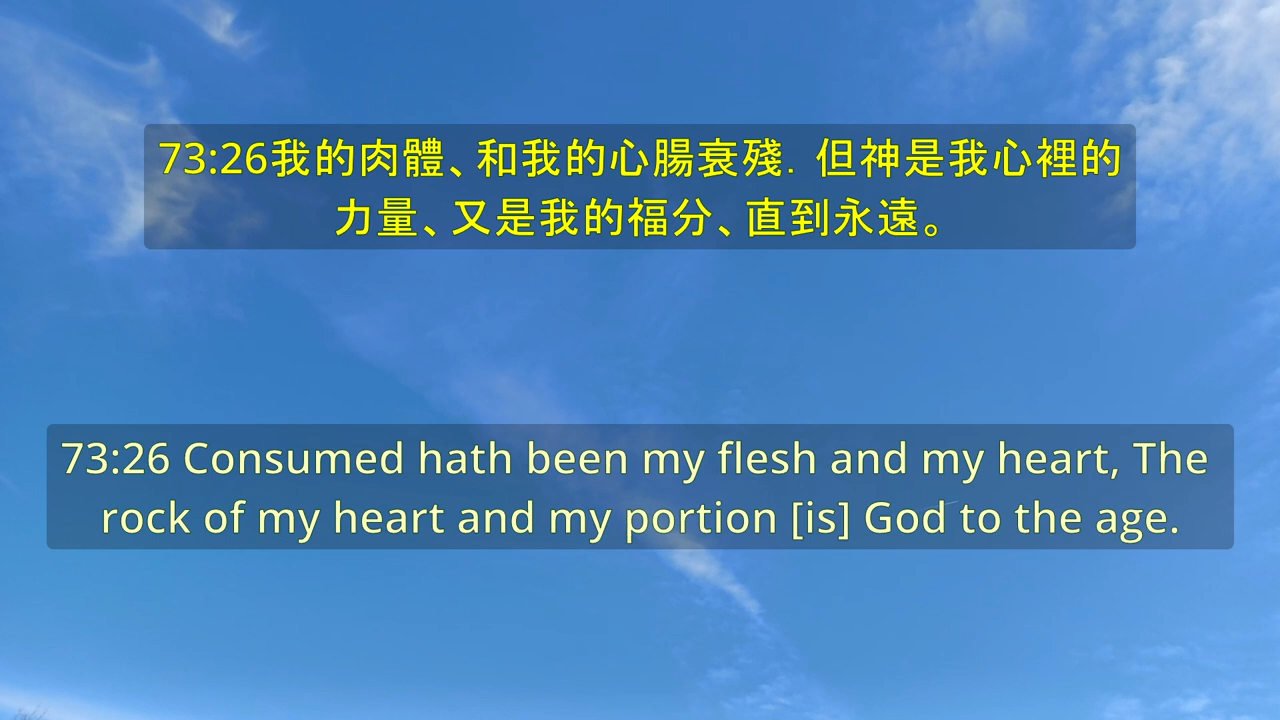 73:26我的肉體、和我的心腸衰殘．但神是我心裡的
力量、又是我的福分、直到永遠。
73:26 Consumed hath been my flesh and my heart, The
rock of my heart and my portion [is] God to the age.